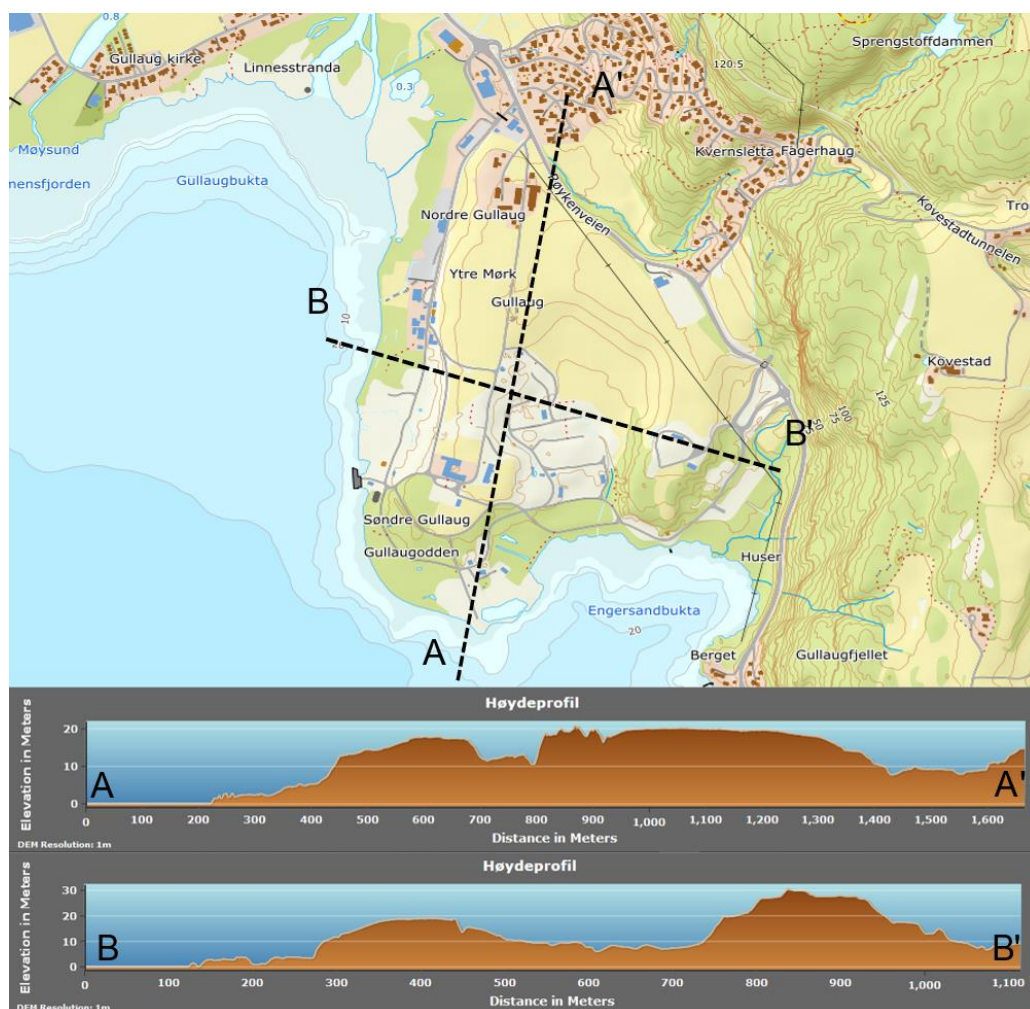 0.8
Gullaug kirke
Linnesstranda
0.3
A'
120:5
Sprengstoffdammen
Møysund
mensfjorden
Gullaugbukta
Kvernsletta
Fagerhaug
Røykenveien
Kovestadtunnelen
Tro
Nordre Gullaug
Ytre Mørk
Gullaug
B
10
20
Kovestad
125
100
75
50
B'
Søndre Gullaug
Gullaugodden
Huser
A
Engersandbukta
20
Berget
Gullaugfjellet
Høydeprofil
Elevation in Meters
20
10
0
A
A'
0 100 200 300 400 500 600 700 800 900 1,000 1,100 1,200 1,300 1,400 1,500 1,600
Distance in Meters
DEM Resolution: 1m
Høydeprofil
Elevation in Meters
30
20
10
0
B
B'
0 100 200 300 400 500 600 700 800 900 1,000 1,100
Distance in Meters
DEM Resolution: 1m